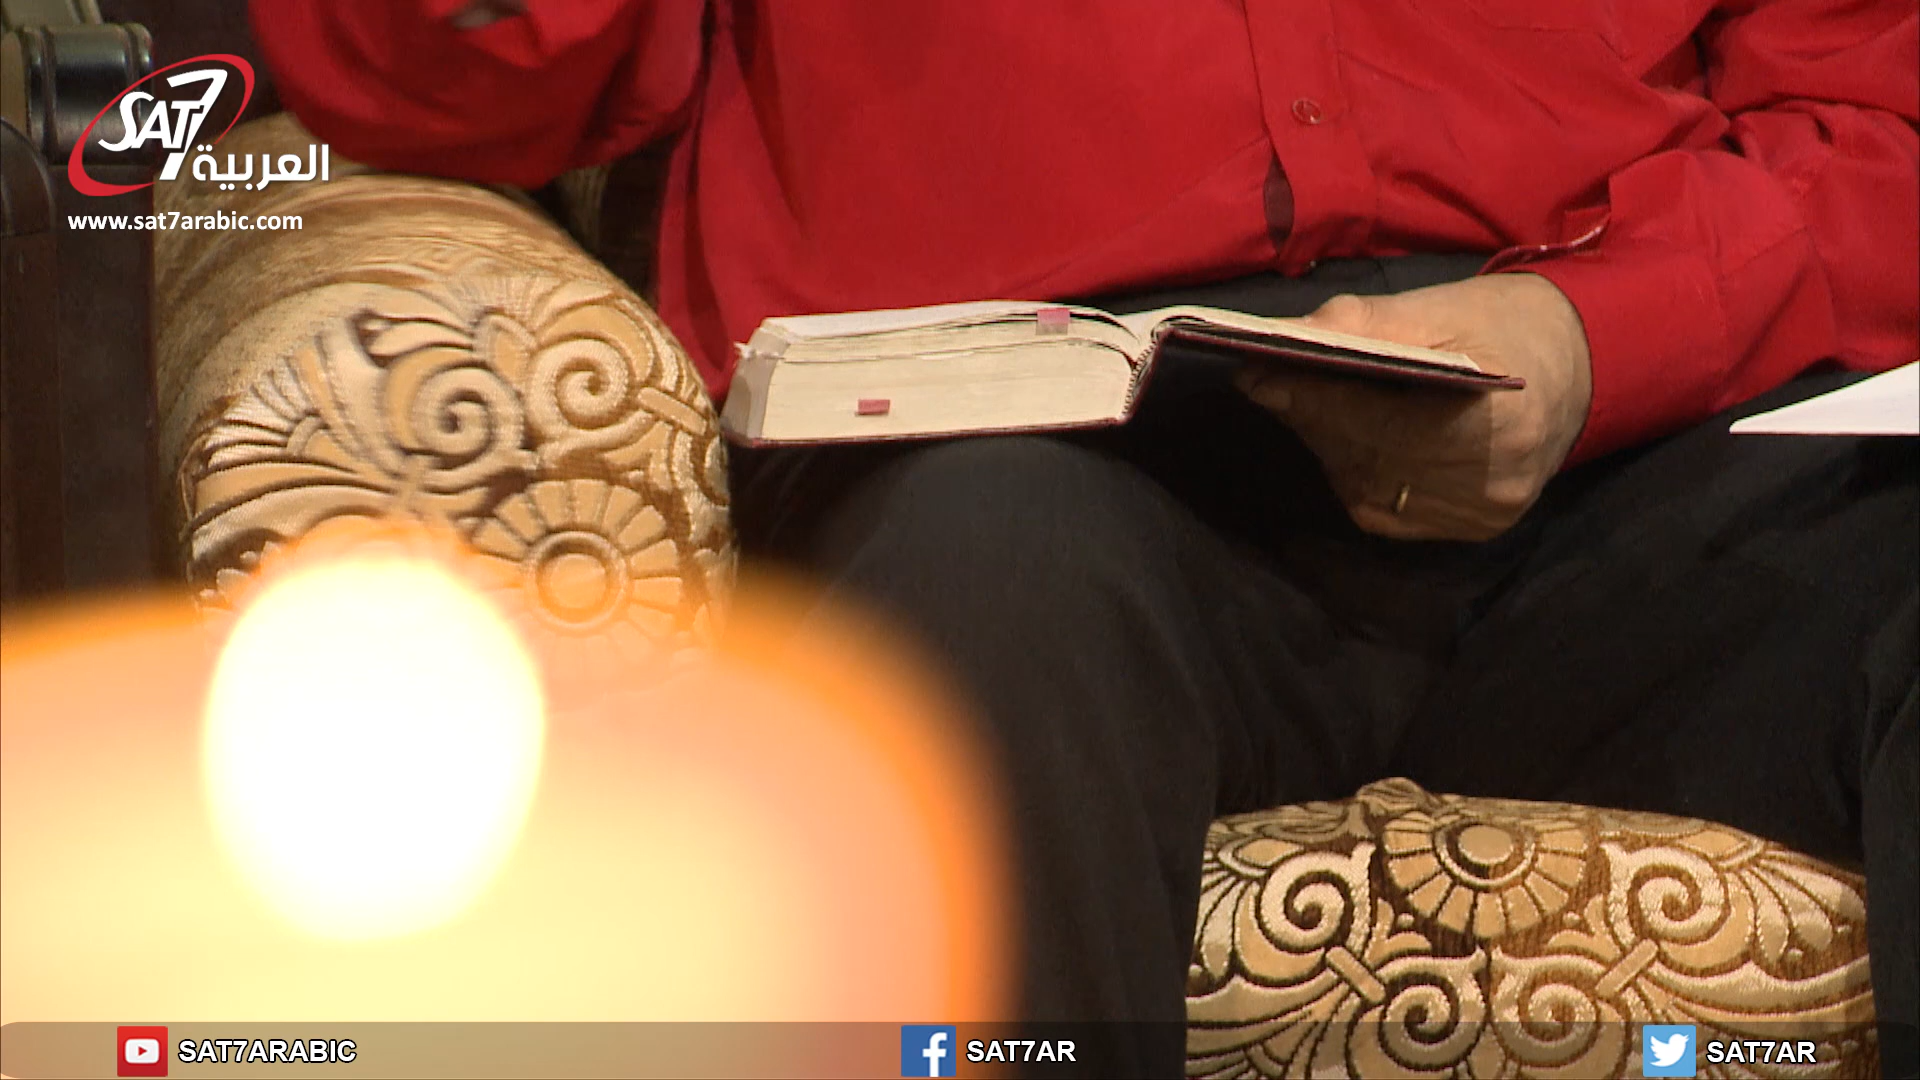 SAT7
العربية
www.sat7arabic.com
SAT7ARABIC
SAT7AR
SAT7AR